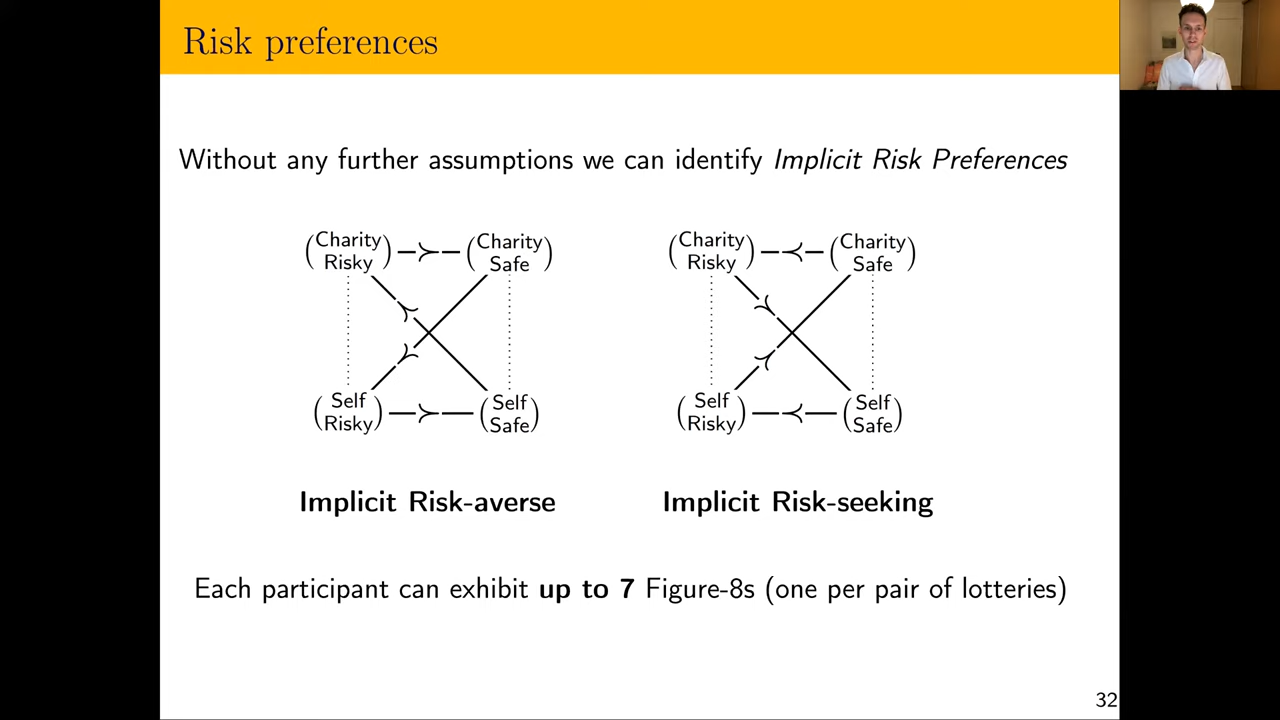 Risk preferences
Without any further assumptions we can identify Implicit Risk Preferences
(Charity Risky) —≻— (Charity Safe) (Charity Risky) —≺— (Charity Safe)
(Self Risky) —≻— (Self Safe) (Self Risky) —≺— (Self Safe)
Implicit Risk-averse Implicit Risk-seeking
Each participant can exhibit up to 7 Figure-8s (one per pair of lotteries)
32